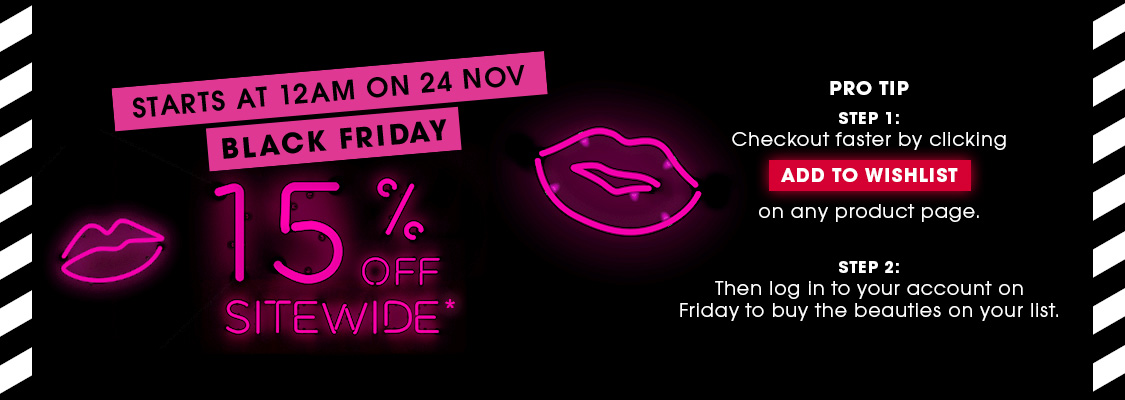 STARTS AT 12AM ON 24 NOV
BLACK FRIDAY
15%
OFF
SITEWIDE*
PRO TIP
STEP 1:
Checkout faster by clicking
ADD TO WISHLIST
on any product page.
STEP 2:
Then log in to your account on
Friday to buy the beauties on your list.